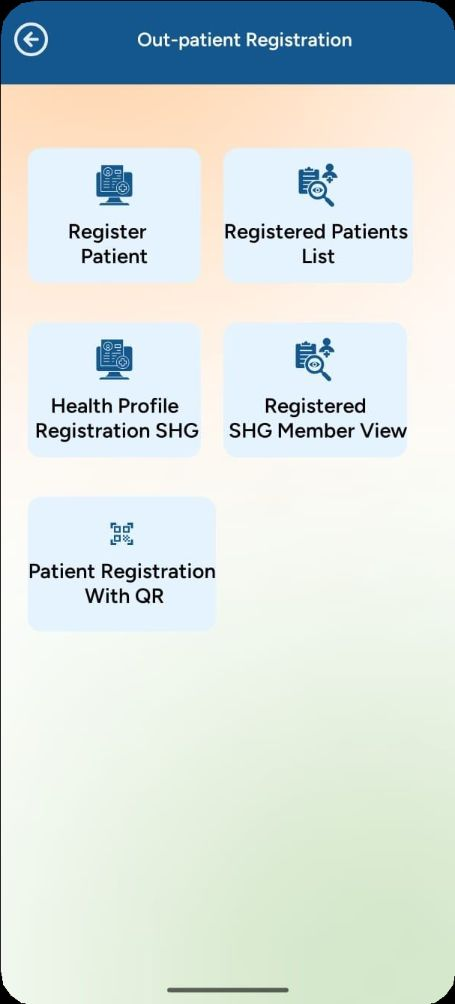 Out-patient Registration
Register
Patient
Registered Patients
List
Health Profile
Registration SHG
Registered
SHG Member View
Patient Registration
With QR